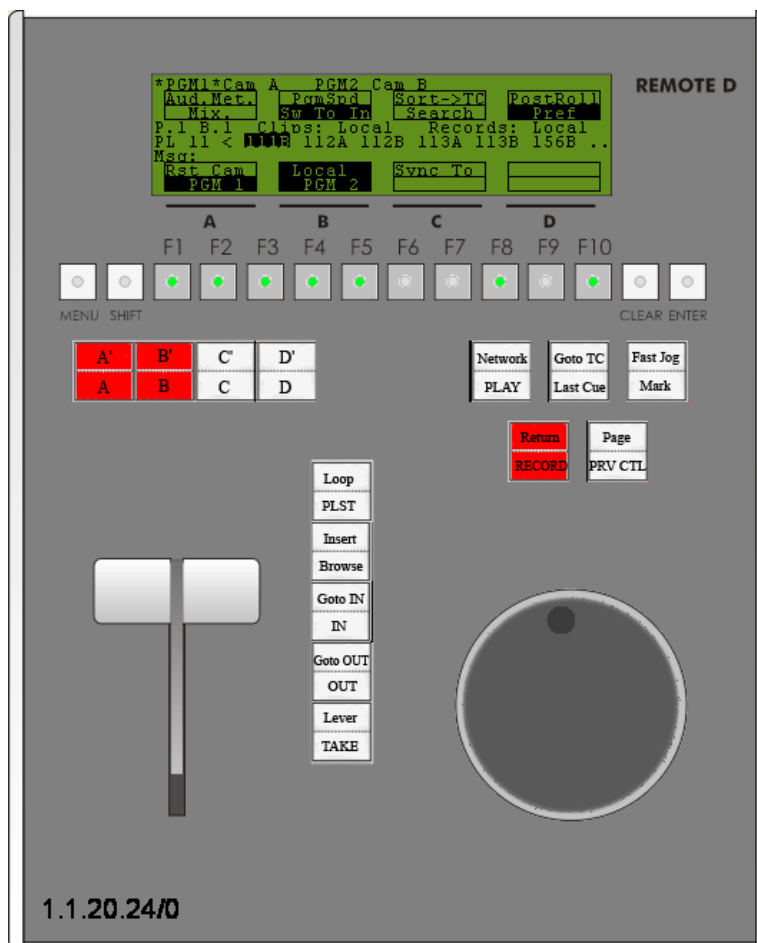 *PGM1*Cam A PGM2 Cam B REMOTE D
Aud.Met. PgmSpd Sort->TC PostRoll
Mix. Sw To In Search Pref
P.1 B.1 Clips: Local Records: Local
PL 11 < 111B 112A 112B 113A 113B 156B ..
Msg:
Rst Cam Local Sync To
PGM 1 PGM 2
A B C D
F1 F2 F3 F4 F5 F6 F7 F8 F9 F10
MENU SHIFT CLEAR ENTER
A' B' C' D' Network Goto TC Fast Jog
A B C D PLAY Last Cue Mark
Return Page
RECORD PRV CTL
Loop
PLST
Insert
Browse
Goto IN
IN
Goto OUT
OUT
Lever
TAKE
1.1.20.24/0